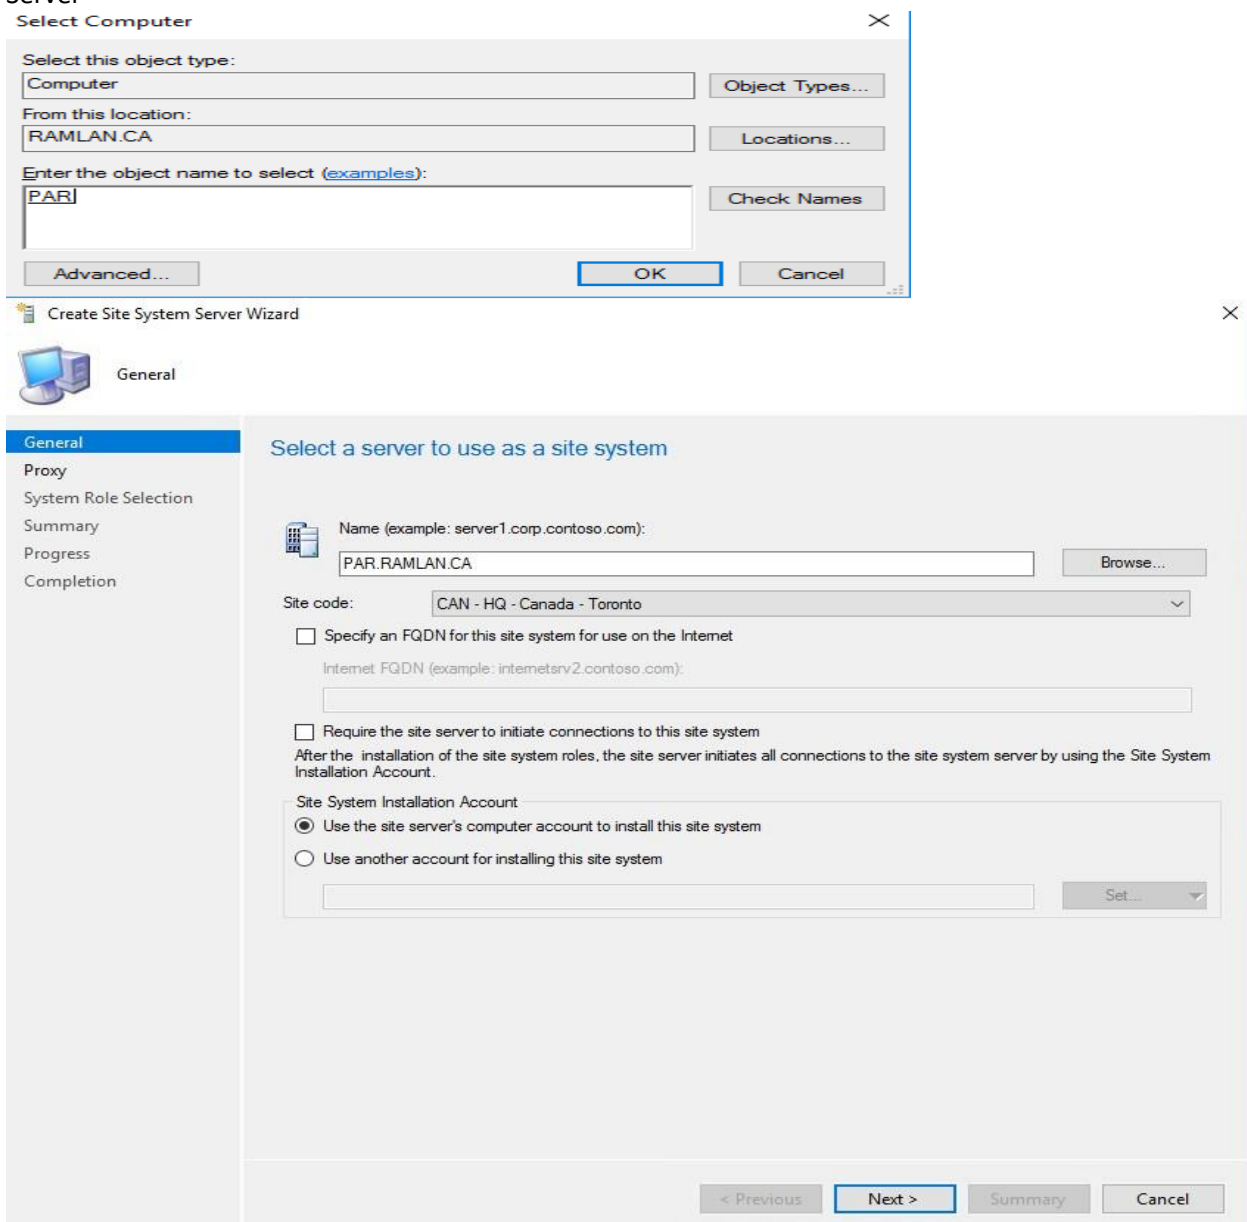 Server
Select Computer
Select this object type:
Computer
Object Types...
From this location:
RAMLAN.CA
Locations...
Enter the object name to select (examples):
PAR
Check Names
Advanced...
OK
Cancel
Create Site System Server Wizard
General
General
Proxy
System Role Selection
Summary
Progress
Completion
Select a server to use as a site system
Name (example: server1.corp.contoso.com):
PAR.RAMLAN.CA
Browse...
Site code:
CAN - HQ - Canada - Toronto
Specify an FQDN for this site system for use on the Internet
Internet FQDN (example: internetsrv2.contoso.com):
Require the site server to initiate connections to this site system
After the installation of the site system roles, the site server initiates all connections to the site system server by using the Site System
Installation Account.
Site System Installation Account
Use the site server's computer account to install this site system
Use another account for installing this site system
Set...
< Previous
Next >
Summary
Cancel